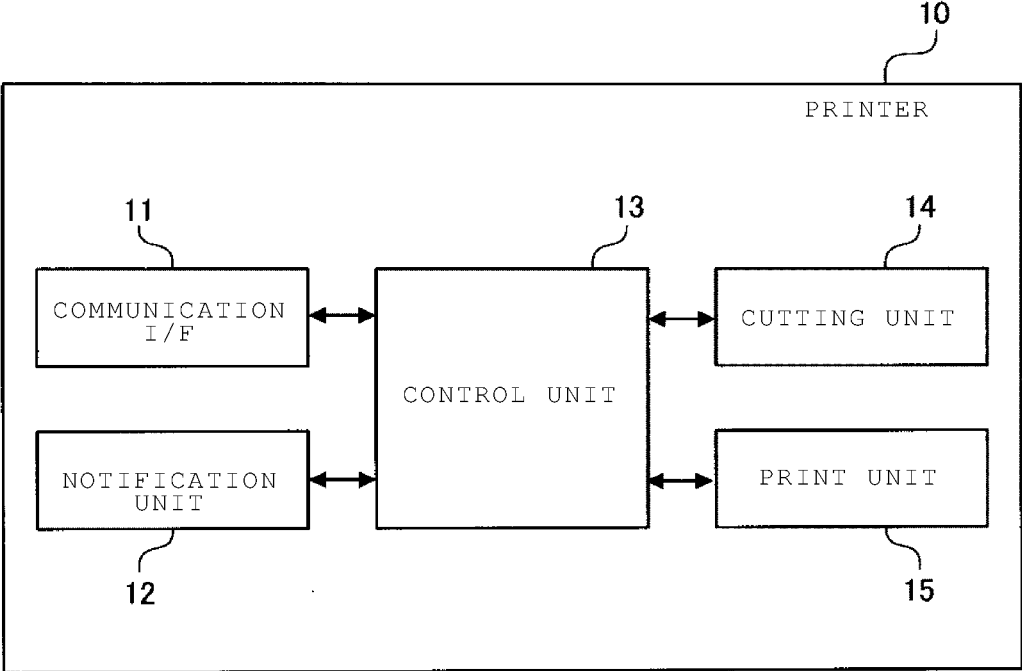 10
PRINTER
11
COMMUNICATION
I/F
13
CONTROL UNIT
14
CUTTING UNIT
NOTIFICATION
UNIT
12
PRINT UNIT
15